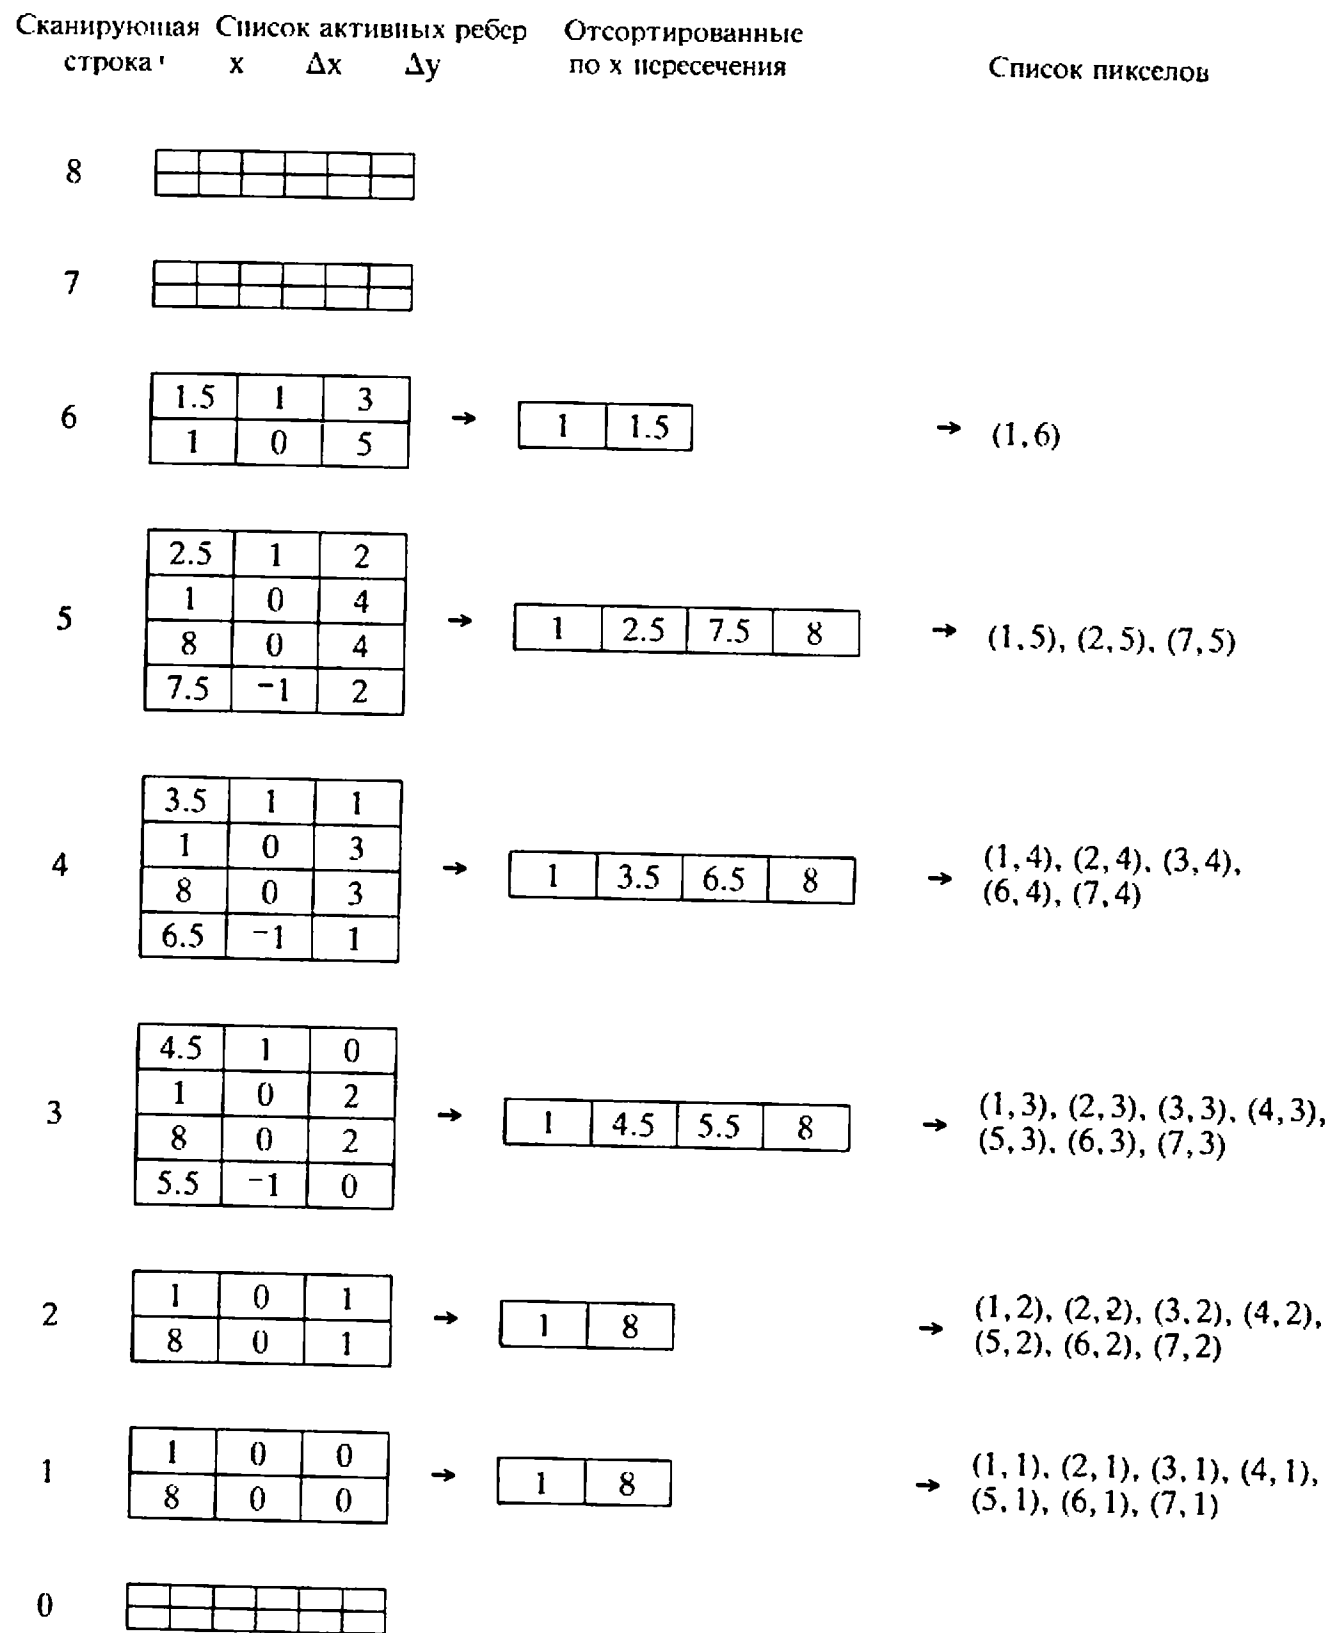 Сканирующая Список активных ребер Отсортированные
строка x Δx Δy по x пересечения Список пикселов
8
7
6 1.5 1 3 → 1 1.5 → (1,6)
1 0 5
2.5 1 2
1 0 4
5 → 1 2.5 7.5 8 → (1,5), (2,5), (7,5)
8 0 4
7.5 -1 2
3.5 1 1
1 0 3
4 → 1 3.5 6.5 8 → (1,4), (2,4), (3,4),
8 0 3 (6,4), (7,4)
6.5 -1 1
4.5 1 0
1 0 2
3 → 1 4.5 5.5 8 → (1,3), (2,3), (3,3), (4,3),
8 0 2 (5,3), (6,3), (7,3)
5.5 -1 0
2 1 0 1 → 1 8 → (1,2), (2,2), (3,2), (4,2),
8 0 1 (5,2), (6,2), (7,2)
1 1 0 0 → 1 8 → (1,1), (2,1), (3,1), (4,1),
8 0 0 (5,1), (6,1), (7,1)
0